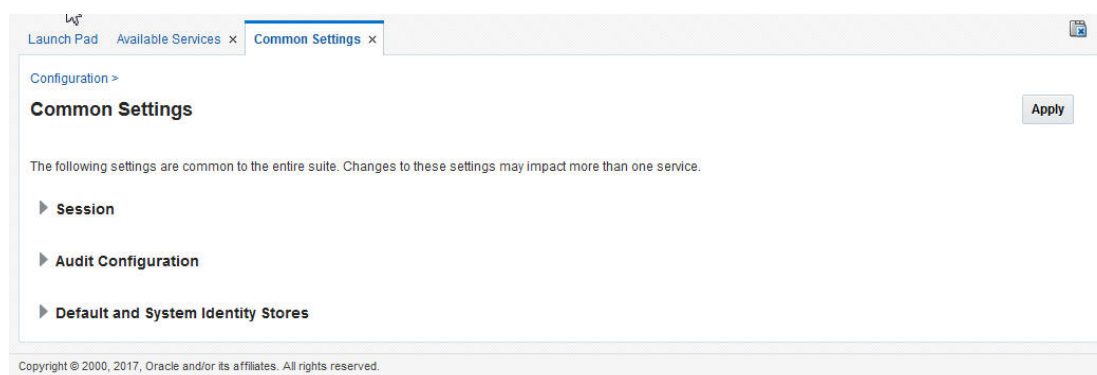 Launch Pad Available Services × Common Settings ×
Configuration >
Common Settings
Apply
The following settings are common to the entire suite. Changes to these settings may impact more than one service.
Session
Audit Configuration
Default and System Identity Stores
Copyright © 2000, 2017, Oracle and/or its affiliates. All rights reserved.